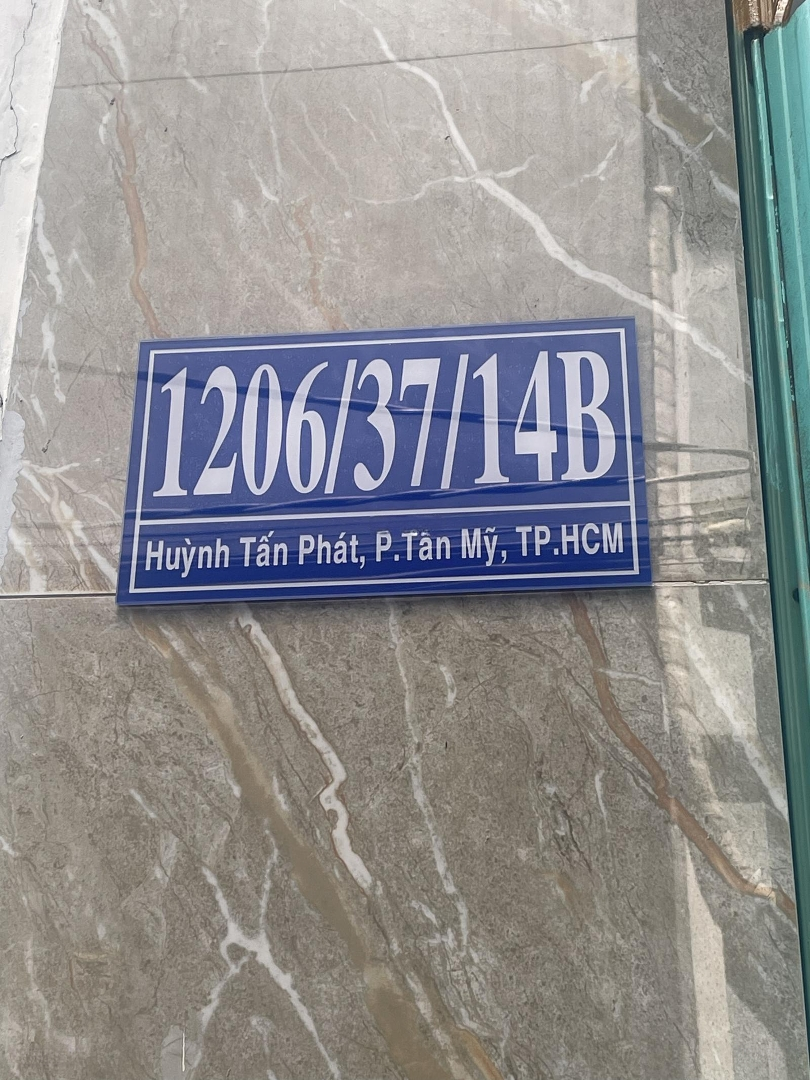 1206/37/14B
Huỳnh Tấn Phát, P.Tân Mỹ, TP.HCM